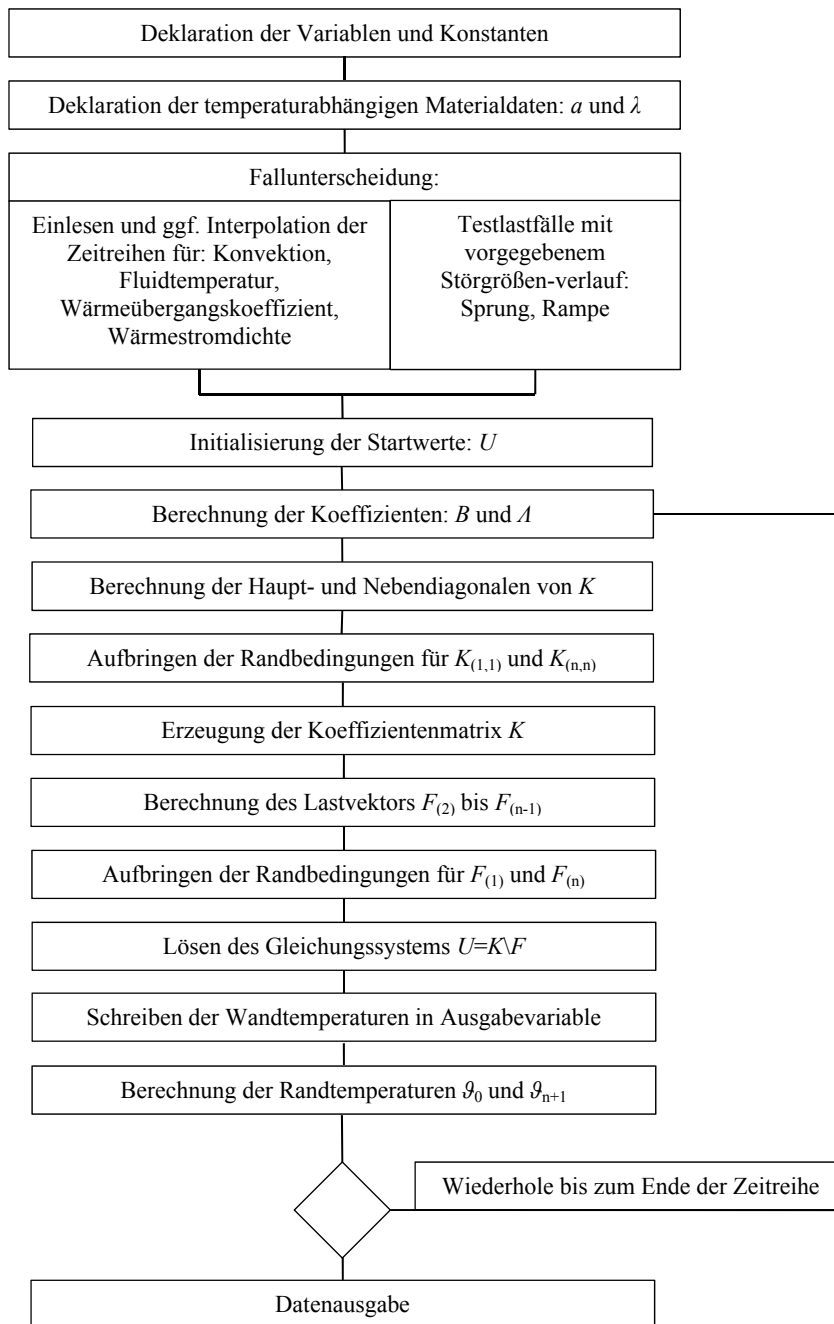 Deklaration der Variablen und Konstanten
Deklaration der temperaturabhängigen Materialdaten: a und λ
Fallunterscheidung:
Einlesen und ggf. Interpolation der
Zeitreihen für: Konvektion,
Fluidtemperatur,
Wärmeübergangskoeffizient,
Wärmestromdichte
Testlastfälle mit
vorgegebenem
Störgrößen-verlauf:
Sprung, Rampe
Initialisierung der Startwerte: U
Berechnung der Koeffizienten: B und Λ
Berechnung der Haupt- und Nebendiagonalen von K
Aufbringen der Randbedingungen für K(1,1) und K(n,n)
Erzeugung der Koeffizientenmatrix K
Berechnung des Lastvektors F(2) bis F(n-1)
Aufbringen der Randbedingungen für F(1) und F(n)
Lösen des Gleichungssystems U=K\F
Schreiben der Wandtemperaturen in Ausgabevariable
Berechnung der Randtemperaturen ϑ0 und ϑn+1
Wiederhole bis zum Ende der Zeitreihe
Datenausgabe